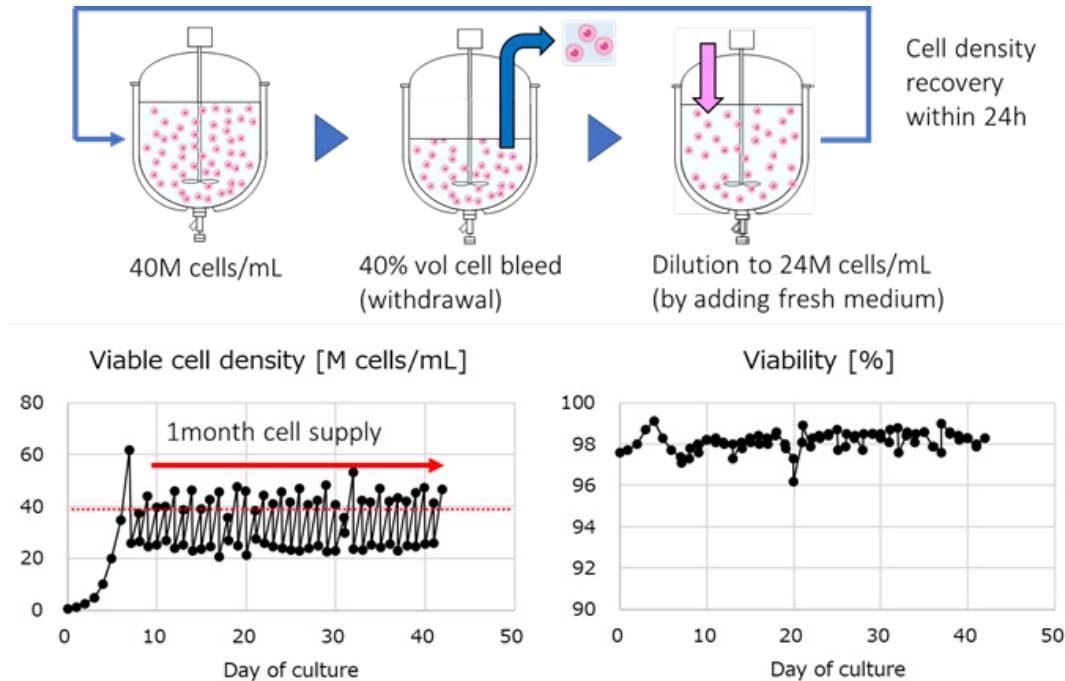 Cell density
recovery
within 24h
40M cells/mL
40% vol cell bleed
(withdrawal)
Dilution to 24M cells/mL
(by adding fresh medium)
Viable cell density [M cells/mL]
80
60
40
20
0
1month cell supply
0 10 20 30 40 50
Day of culture
Viability [%]
100
98
96
94
92
90
0 10 20 30 40 50
Day of culture